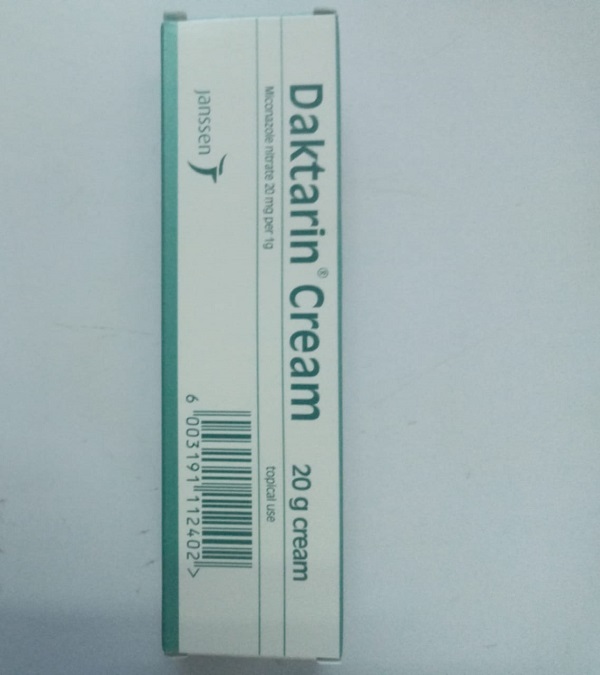 Daktarin® Cream 20 g cream
Miconazole nitrate 20 mg per 1g topical use
janssen
6 003191 112402 >